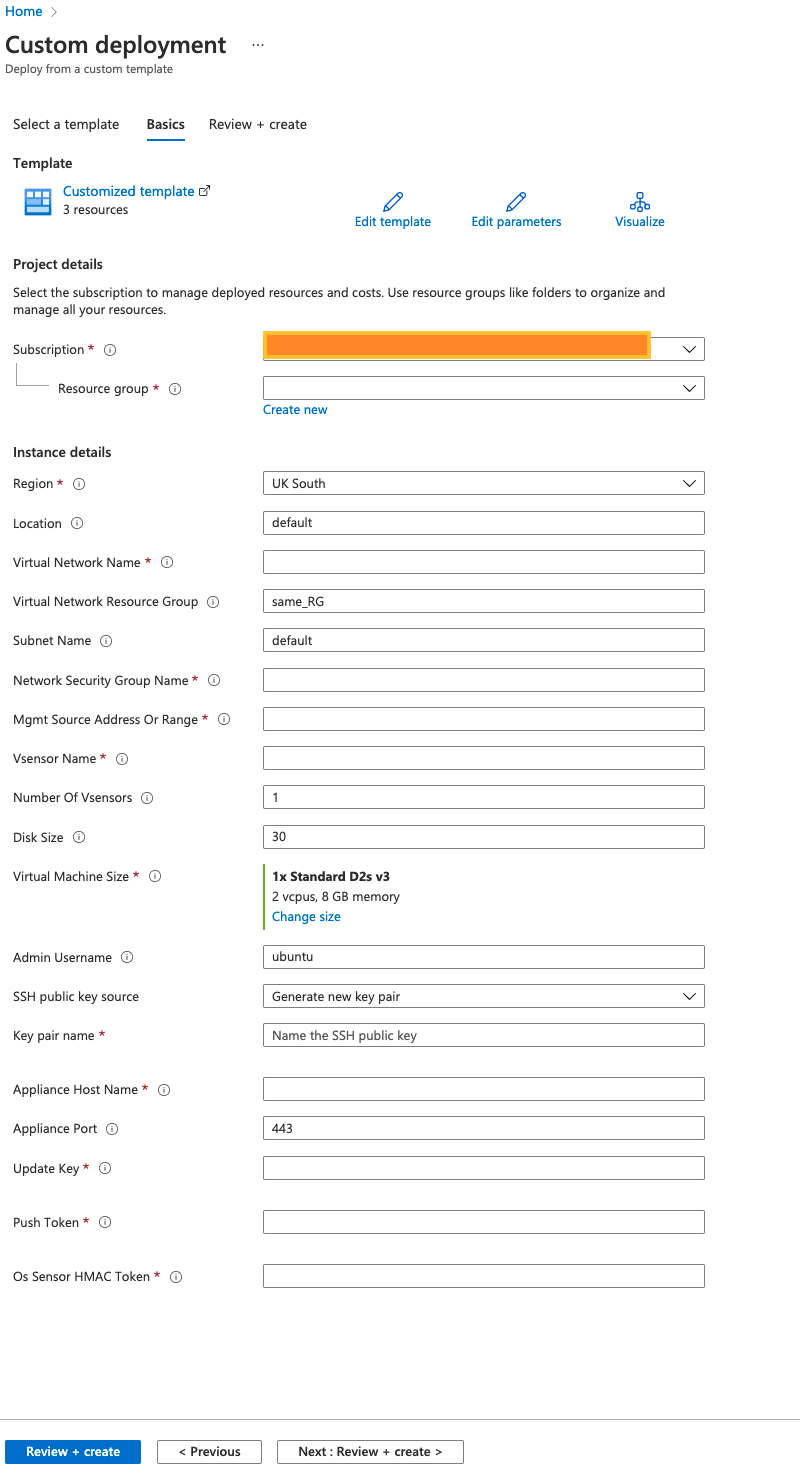 Home >
Custom deployment ...
Deploy from a custom template
Select a template Basics Review + create
Template
Customized template
3 resources
Edit template Edit parameters Visualize
Project details
Select the subscription to manage deployed resources and costs. Use resource groups like folders to organize and
manage all your resources.
Subscription *
Resource group *
Create new
Instance details
Region * UK South
Location default
Virtual Network Name *
Virtual Network Resource Group same_RG
Subnet Name default
Network Security Group Name *
Mgmt Source Address Or Range *
Vsensor Name *
Number Of Vsensors 1
Disk Size 30
Virtual Machine Size * 1x Standard D2s v3
2 vcpus, 8 GB memory
Change size
Admin Username ubuntu
SSH public key source Generate new key pair
Key pair name * Name the SSH public key
Appliance Host Name *
Appliance Port 443
Update Key *
Push Token *
Os Sensor HMAC Token *
Review + create < Previous Next : Review + create >